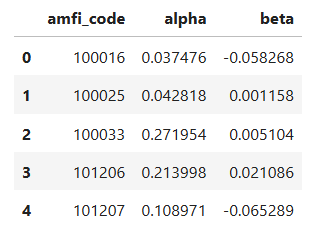 amfi_code alpha beta
0 100016 0.037476 -0.058268
1 100025 0.042818 0.001158
2 100033 0.271954 0.005104
3 101206 0.213998 0.021086
4 101207 0.108971 -0.065289